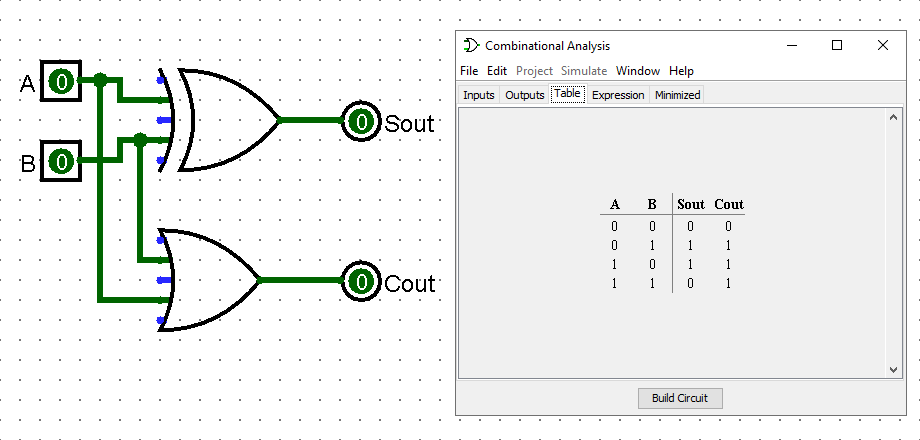 A 0
B 0
0 Sout
0 Cout
Combinational Analysis
File Edit Project Simulate Window Help
Inputs Outputs Table Expression Minimized
A B Sout Cout
0 0 0 0
0 1 1 1
1 0 1 1
1 1 0 1
Build Circuit